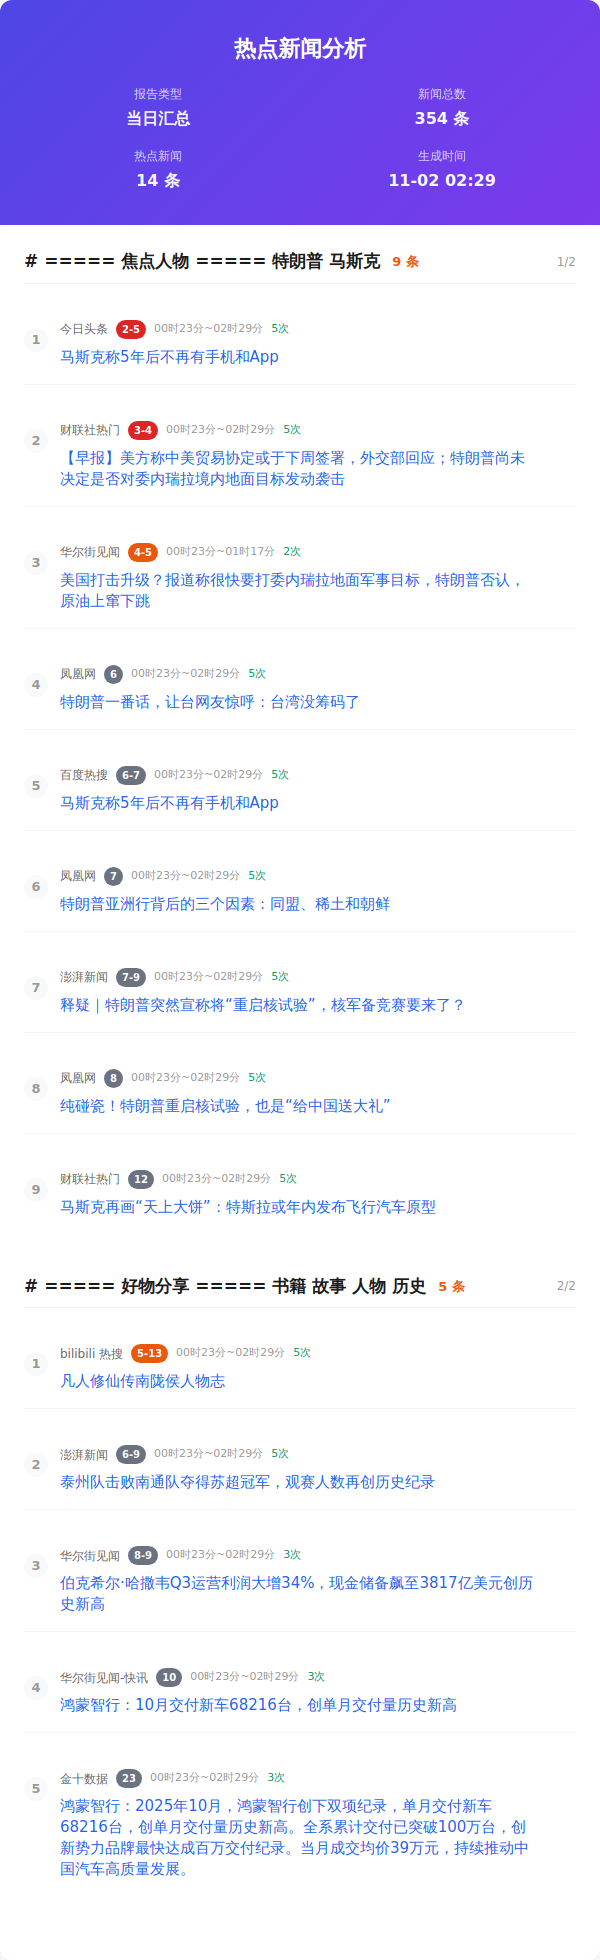 热点新闻分析
报告类型
当日汇总
新闻总数
354 条
热点新闻
14 条
生成时间
11-02 02:29
# ===== 焦点人物 ===== 特朗普 马斯克 9 条 1/2
1
今日头条 2-5 00时23分~02时29分 5次
马斯克称5年后不再有手机和App
2
财联社热门 3-4 00时23分~02时29分 5次
【早报】美方称中美贸易协定或于下周签署，外交部回应；特朗普尚未
决定是否对委内瑞拉境内地面目标发动袭击
3
华尔街见闻 4-5 00时23分~01时17分 2次
美国打击升级？报道称很快要打委内瑞拉地面军事目标，特朗普否认，
原油上窜下跳
4
凤凰网 6 00时23分~02时29分 5次
特朗普一番话，让台网友惊呼：台湾没筹码了
5
百度热搜 6-7 00时23分~02时29分 5次
马斯克称5年后不再有手机和App
6
凤凰网 7 00时23分~02时29分 5次
特朗普亚洲行背后的三个因素：同盟、稀土和朝鲜
7
澎湃新闻 7-9 00时23分~02时29分 5次
释疑｜特朗普突然宣称将“重启核试验”，核军备竞赛要来了？
8
凤凰网 8 00时23分~02时29分 5次
纯碰瓷！特朗普重启核试验，也是“给中国送大礼”
9
财联社热门 12 00时23分~02时29分 5次
马斯克再画“天上大饼”：特斯拉或年内发布飞行汽车原型
# ===== 好物分享 ===== 书籍 故事 人物 历史 5 条 2/2
1
bilibili 热搜 5-13 00时23分~02时29分 5次
凡人修仙传南陇侯人物志
2
澎湃新闻 6-9 00时23分~02时29分 5次
泰州队击败南通队夺得苏超冠军，观赛人数再创历史纪录
3
华尔街见闻 8-9 00时23分~02时29分 3次
伯克希尔·哈撒韦Q3运营利润大增34%，现金储备飙至3817亿美元创历
史新高
4
华尔街见闻-快讯 10 00时23分~02时29分 3次
鸿蒙智行：10月交付新车68216台，创单月交付量历史新高
5
金十数据 23 00时23分~02时29分 3次
鸿蒙智行：2025年10月，鸿蒙智行创下双项纪录，单月交付新车
68216台，创单月交付量历史新高。全系累计交付已突破100万台，创
新势力品牌最快达成百万交付纪录。当月成交均价39万元，持续推动中
国汽车高质量发展。